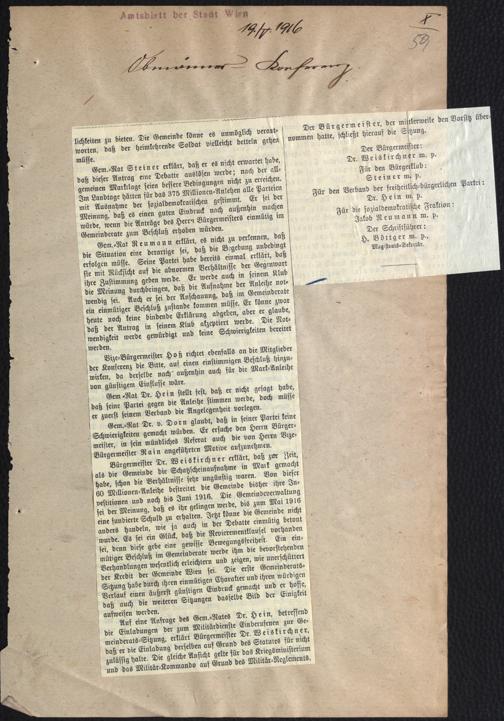 Amtsblatt der Stadt Wien
1916
X
59
Obmänner-Konferenz.
lichkeiten zu bieten. Die Gemeinde könne es unmöglich verant-
worten, daß der heimkehrende Soldat vielleicht betteln gehen
müsse.
Gem.-Rat Steiner erklärt, daß er es nicht erwartet habe,
daß dieser Antrag eine Debatte auslösen werde; nach der all-
gemeinen Marktlage seien bessere Bedingungen nicht zu erreichen.
Im Landtage hätten für das 375 Millionen-Anlehen alle Parteien
mit Ausnahme der sozialdemokratischen gestimmt. Er sei der
Meinung, daß es einen guten Eindruck nach außenhin machen
würde, wenn die Anträge des Herrn Bürgermeisters einmütig im
Gemeinderate zum Beschluß erhoben würden.
Gem.-Rat Reumann erklärt, es nicht zu verkennen, daß
die Situation eine derartige sei, daß die Begebung unbedingt
erfolgen müsse. Seine Partei habe bereits einmal erklärt, daß
sie mit Rücksicht auf die abnormen Verhältnisse der Gegenwart
ihre Zustimmung geben werde. Er werde auch in seinem Klub
die Meinung durchbringen, daß die Aufnahme der Anleihe not-
wendig sei. Auch er sei der Anschauung, daß im Gemeinderate
ein einmütiger Beschluß zustande kommen müsse. Er könne zwar
heute noch keine bindende Erklärung abgeben, aber er glaube,
daß der Antrag in seinem Klub akzeptiert werde. Die Not-
wendigkeit werde gewürdigt und keine Schwierigkeiten bereitet
werden.
Vize-Bürgermeister Hoß richtet ebenfalls an die Mitglieder
der Konferenz die Bitte, auf einen einstimmigen Beschluß hinzu-
wirken, da derselbe nach außenhin auch für die Mark-Anleihe
von günstigem Einflusse wäre.
Gem.-Rat Dr. Hein stellt fest, daß er nicht gesagt habe,
daß seine Partei gegen die Anleihe stimmen werde, doch müsse
er zuerst seinem Verband die Angelegenheit vorlegen.
Gem.-Rat Dr. v. Dorn glaubt, daß in seiner Partei keine
Schwierigkeiten gemacht würden. Er ersuche den Herrn Bürger-
meister, in sein mündliches Referat auch die von Herrn Vize-
Bürgermeister Rain angeführten Motive aufzunehmen.
Bürgermeister Dr. Weiskirchner erklärt, daß zur Zeit,
als die Gemeinde die Schatzscheinaufnahme in Mark gemacht
habe, schon die Verhältnisse sehr ungünstig waren. Von dieser
60 Millionen-Anleihe bestreitet die Gemeinde bisher ihre In-
vestitionen und noch bis Juni 1916. Die Gemeindeverwaltung
sei der Meinung, daß es ihr gelingen werde, bis zum Mai 1916
eine fundierte Schuld zu erhalten. Jetzt könne die Gemeinde nicht
anders handeln, wie ja auch in der Debatte einmütig betont
wurde. Es sei ein Glück, daß die Revirementklausel vorhanden
sei, denn diese gebe eine gewisse Bewegungsfreiheit. Ein ein-
mütiger Beschluß im Gemeinderate werde ihm die bevorstehenden
Verhandlungen wesentlich erleichtern und zeigen, wie unerschüttert
der Kredit der Gemeinde Wien sei. Die erste Gemeinderats-
Sitzung habe durch ihren einmütigen Charakter und ihren würdigen
Verlauf einen äußerst günstigen Eindruck gemacht und er hoffe,
daß auch die weiteren Sitzungen dasselbe Bild der Einigkeit
aufweisen werden.
Auf eine Anfrage des Gem.-Rates Dr. Hein, betreffend
die Einladungen der zum Militärdienste Einberufenen zur Ge-
meinderats-Sitzung, erklärt Bürgermeister Dr. Weiskirchner,
daß er die Einladung derselben auf Grund des Statutes für nicht
zulässig halte. Die gleiche Ansicht gelte für das Kriegsministerium
und das Militär-Kommando auf Grund des Militär-Reglements.
Der Bürgermeister, der mittlerweile den Vorsitz über-
nommen hatte, schließt hierauf die Sitzung.
Der Bürgermeister:
Dr. Weiskirchner m. p.
Für den Bürgerklub:
Steiner m. p.
Für den Verband der freiheitlich-bürgerlichen Partei:
Dr. Hein m. p.
Für die sozialdemokratische Fraktion:
Jakob Reumann m. p.
Der Schriftführer:
H. Böttger m. p.,
Magistrats-Sekretär.